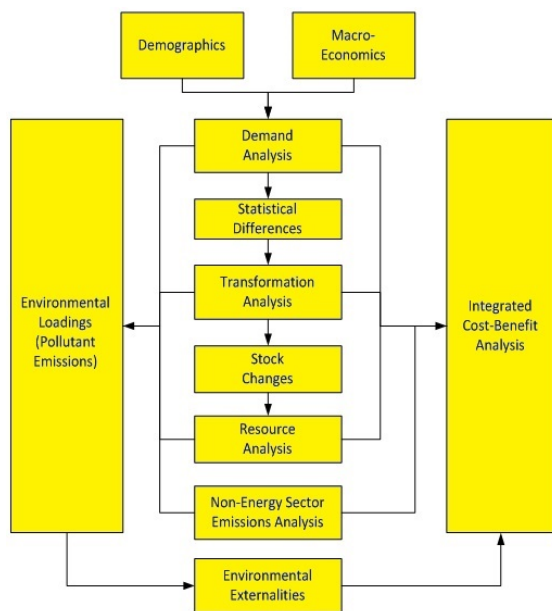 Demographics
Macro-
Economics
Demand
Analysis
Statistical
Differences
Transformation
Analysis
Stock
Changes
Resource
Analysis
Non-Energy Sector
Emissions Analysis
Environmental
Externalities
Environmental
Loadings
(Pollutant
Emissions)
Integrated
Cost-Benefit
Analysis